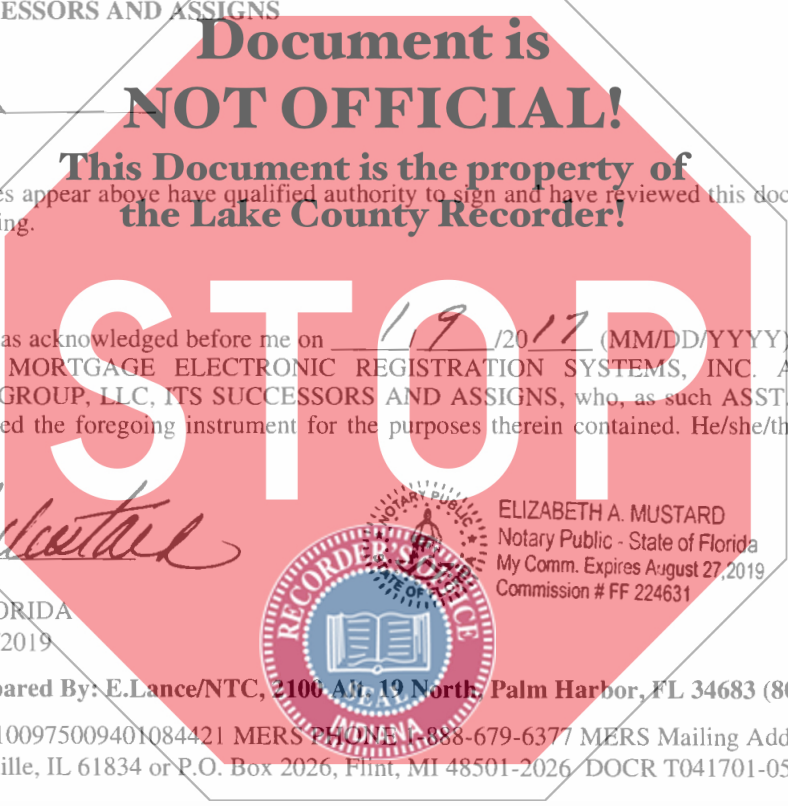 ESSORS AND ASSIGNS
Document is
NOT OFFICIAL!
This Document is the property of
es appear above have qualified authority to sign and have reviewed this doc
the Lake County Recorder!
ing.
STOP
as acknowledged before me on 1 / 9 /2017 (MM/DD/YYYY)
MORTGAGE ELECTRONIC REGISTRATION SYSTEMS, INC. A
GROUP, LLC, ITS SUCCESSORS AND ASSIGNS, who, as such ASST.
ed the foregoing instrument for the purposes therein contained. He/she/th
NOTARY PUBLIC
STATE OF
ELIZABETH A. MUSTARD
Notary Public - State of Florida
My Comm. Expires August 27, 2019
Commission # FF 224631
RECORDER'S OFFICE
SEAL
INDIANA
ORIDA
2019
pared By: E.Lance/NTC, 2100 Alt. 19 North, Palm Harbor, FL 34683 (80
100975009401084421 MERS PHONE 1-888-679-6377 MERS Mailing Add
ille, IL 61834 or P.O. Box 2026, Flint, MI 48501-2026 DOCR T041701-05